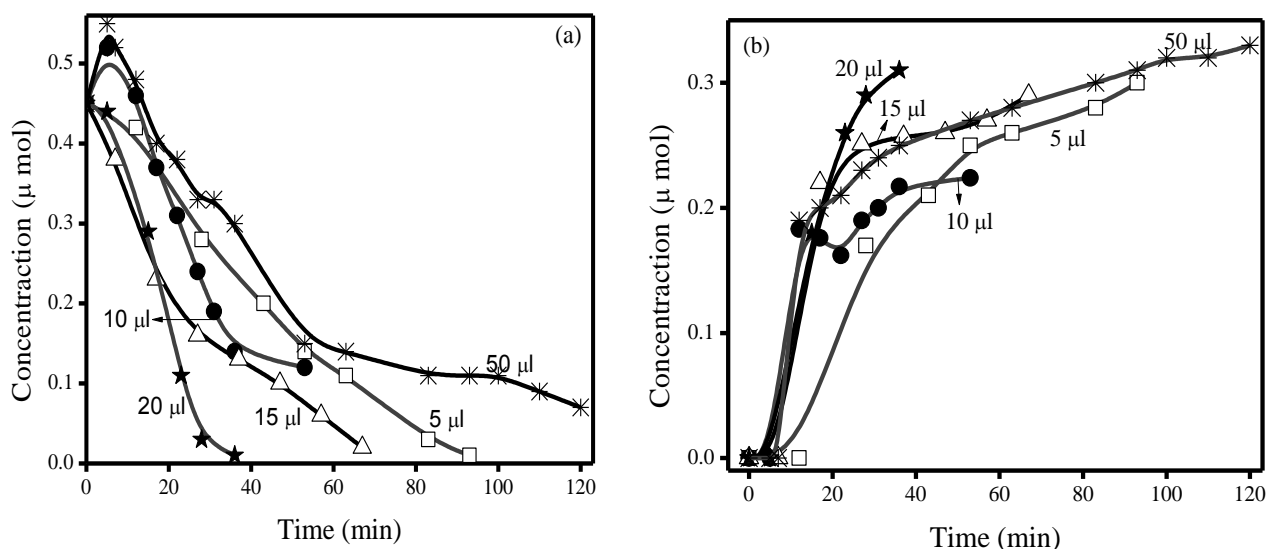 (a)
Concentraction (μ mol)
0.5
0.4
0.3
0.2
0.1
0.0
10 μl
20 μl
15 μl
5 μl
50 μl
0 20 40 60 80 100 120
Time (min)
(b)
Concentraction (μ mol)
0.3
0.2
0.1
0.0
20 μl
15 μl
50 μl
5 μl
10 μl
0 20 40 60 80 100 120
Time (min)